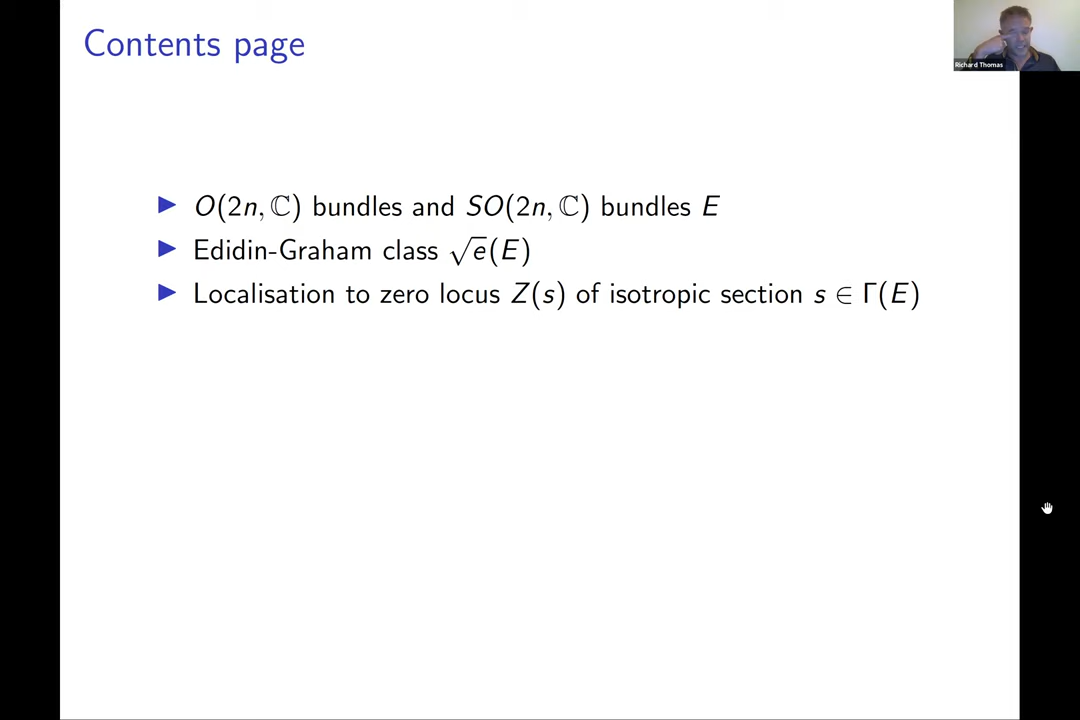 Contents page
Richard Thomas
▶ O(2n, ℂ) bundles and SO(2n, ℂ) bundles E
▶ Edidin-Graham class √e(E)
▶ Localisation to zero locus Z(s) of isotropic section s ∈ Γ(E)